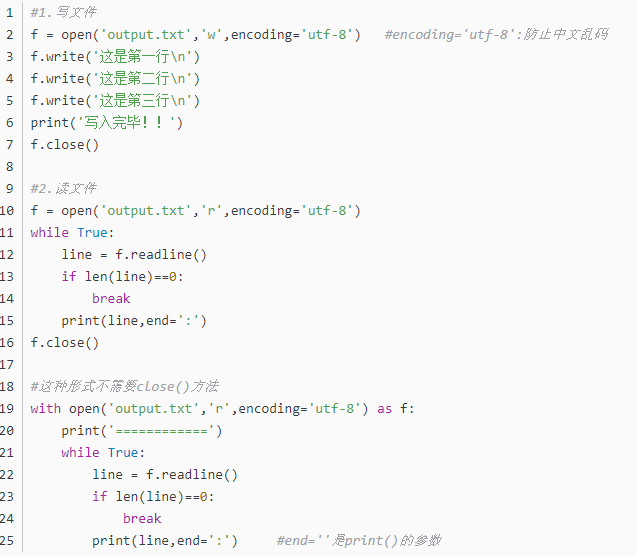 1 #1.写文件
2 f = open('output.txt','w',encoding='utf-8')   #encoding='utf-8':防止中文乱码
3 f.write('这是第一行\n')
4 f.write('这是第二行\n')
5 f.write('这是第三行\n')
6 print('写入完毕！！')
7 f.close()
8
9 #2.读文件
10 f = open('output.txt','r',encoding='utf-8')
11 while True:
12     line = f.readline()
13     if len(line)==0:
14         break
15     print(line,end=':')
16 f.close()
17
18 #这种形式不需要close()方法
19 with open('output.txt','r',encoding='utf-8') as f:
20     print('============')
21     while True:
22         line = f.readline()
23         if len(line)==0:
24             break
25         print(line,end=':')     #end=''是print()的参数